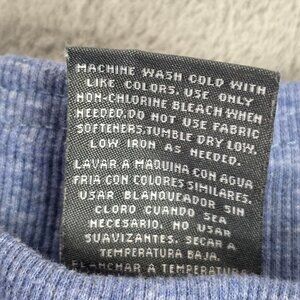 MACHINE WASH COLD WITH
LIKE COLORS. USE ONLY
NON-CHLORINE BLEACH WHEN
NEEDED.DO NOT USE FABRIC
SOFTENERS.TUMBLE DRY LOW.
LOW IRON AS NEEDED.
LAVAR A MAQUINA CON AGUA
FRIA CON COLORES SIMILARES.
USAR BLANQUEADOR SIN
CLORO CUANDO SEA
NECESARIO. NO USAR
SUAVIZANTES. SECAR A
TEMPERATURA BAJA.
PLANCHAR A TEMPERATURA